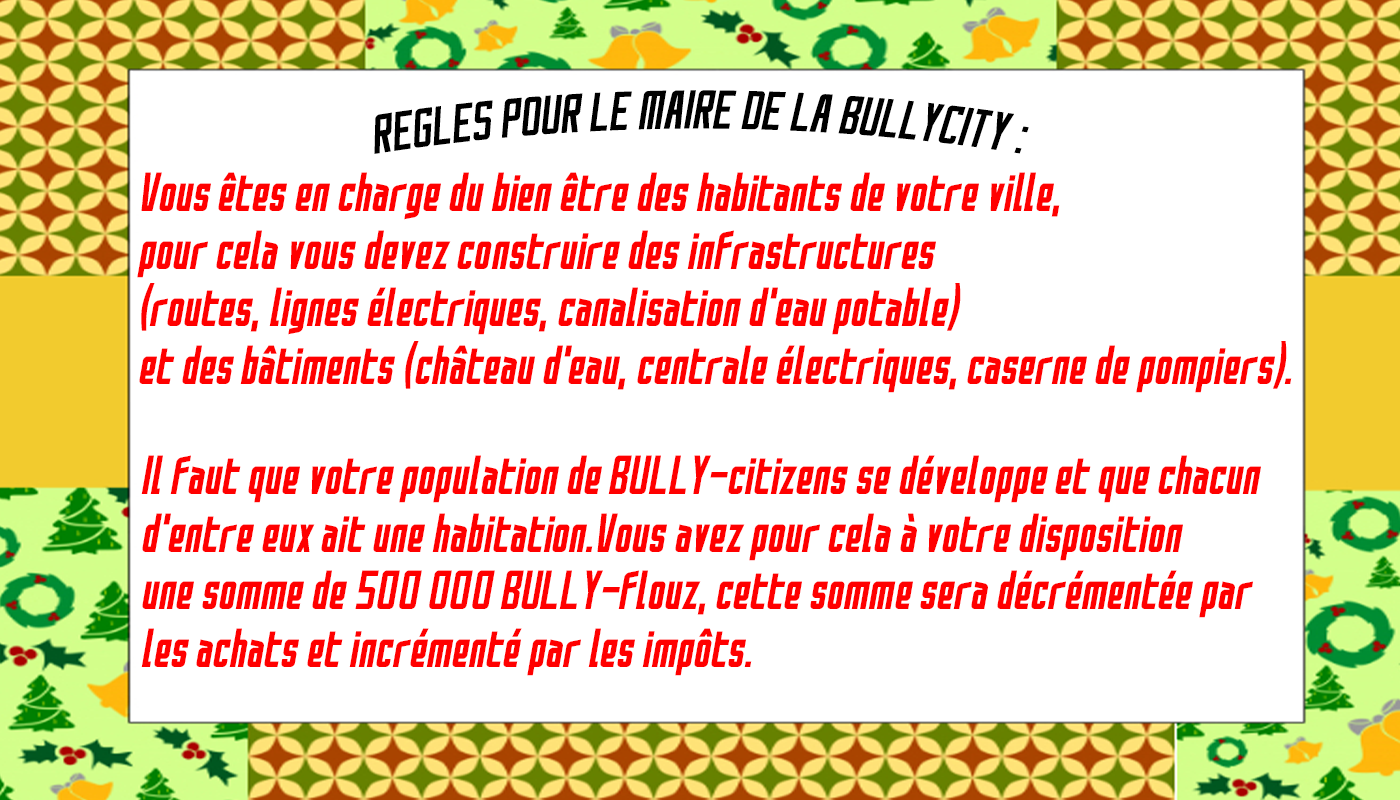 REGLES POUR LE MAIRE DE LA BULLYCITY :
Vous êtes en charge du bien être des habitants de votre ville,
pour cela vous devez construire des infrastructures
(routes, lignes électriques, canalisation d'eau potable)
et des bâtiments (château d'eau, centrale électriques, caserne de pompiers).
Il faut que votre population de BULLY-citizens se développe et que chacun
d'entre eux ait une habitation.Vous avez pour cela à votre disposition
une somme de 500 000 BULLY-flouz, cette somme sera décrémentée par
les achats et incrémenté par les impôts.